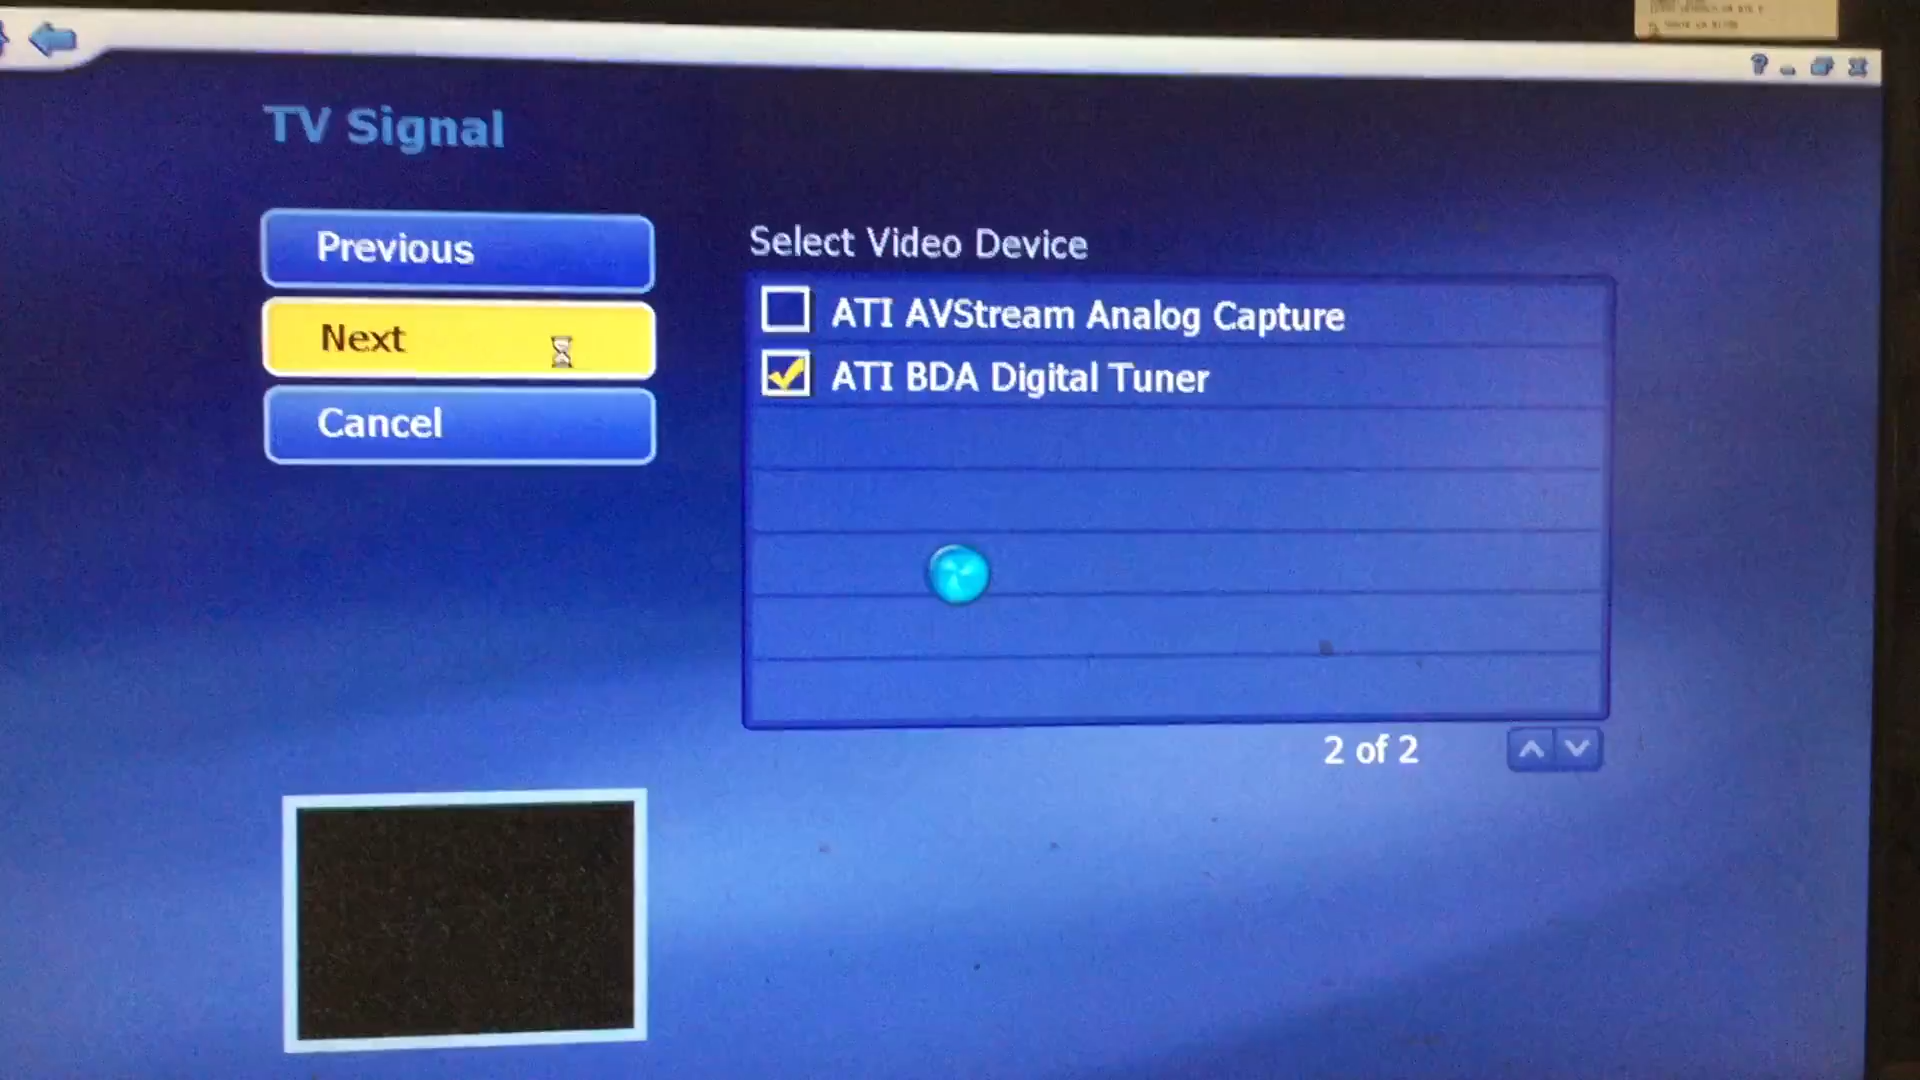 TV Signal
Previous
Next
Cancel
Select Video Device
ATI AVStream Analog Capture
ATI BDA Digital Tuner
2 of 2
?